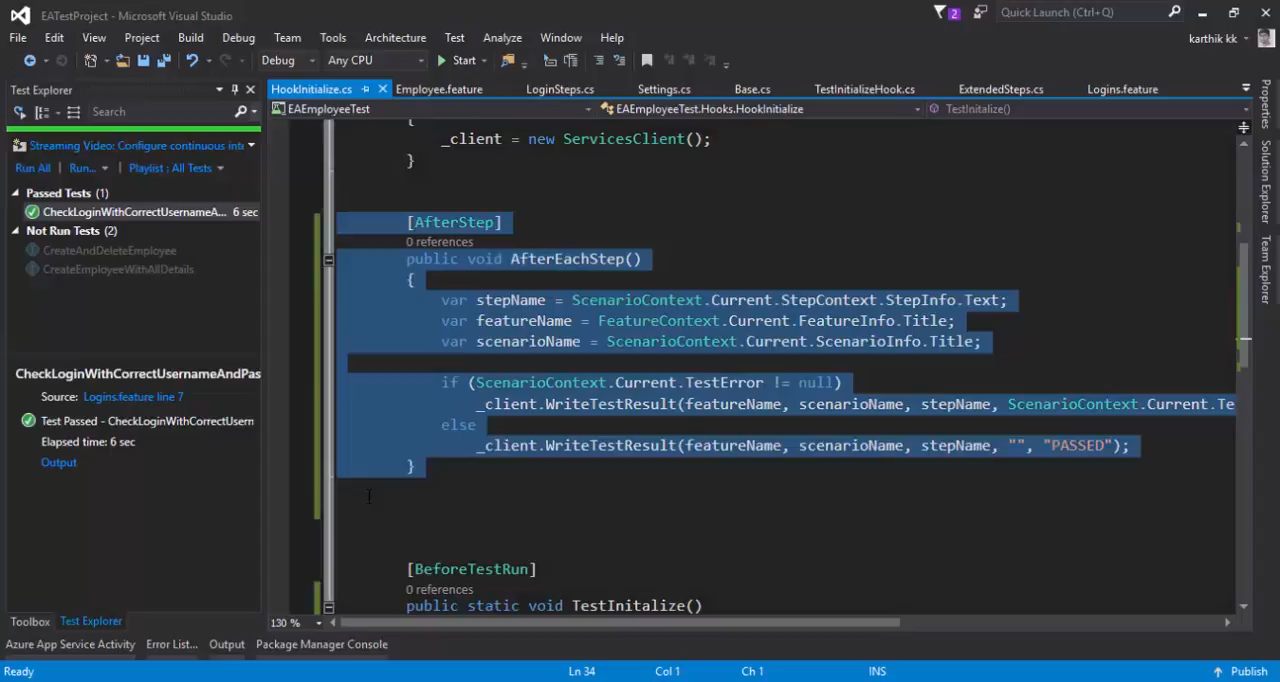 EATestProject - Microsoft Visual Studio
2
Quick Launch (Ctrl+Q)
File Edit View Project Build Debug Team Tools Architecture Test Analyze Window Help
karthik kk
Debug Any CPU Start
Test Explorer
Search
Streaming Video: Configure continuous inte
Run All | Run... | Playlist : All Tests
Passed Tests (1)
CheckLoginWithCorrectUsernameA... 6 sec
Not Run Tests (2)
CreateAndDeleteEmployee
CreateEmployeeWithAllDetails
CheckLoginWithCorrectUsernameAndPas
Source: Logins.feature line 7
Test Passed - CheckLoginWithCorrectUsern
Elapsed time: 6 sec
Output
Toolbox Test Explorer
HookInitialize.cs Employee.feature LoginSteps.cs Settings.cs Base.cs TestInitializeHook.cs ExtendedSteps.cs Logins.feature
EAEmployeeTest EAEmployeeTest.Hooks.HookInitialize TestInitalize()
{
_client = new ServicesClient();
}
[AfterStep]
0 references
public void AfterEachStep()
{
var stepName = ScenarioContext.Current.StepContext.StepInfo.Text;
var featureName = FeatureContext.Current.FeatureInfo.Title;
var scenarioName = ScenarioContext.Current.ScenarioInfo.Title;
if (ScenarioContext.Current.TestError != null)
_client.WriteTestResult(featureName, scenarioName, stepName, ScenarioContext.Current.Te
else
_client.WriteTestResult(featureName, scenarioName, stepName, "", "PASSED");
}
[BeforeTestRun]
0 references
public static void TestInitalize()
130 %
Properties
Solution Explorer
Team Explorer
Azure App Service Activity Error List... Output Package Manager Console
Ready Ln 34 Col 1 Ch 1 INS Publish